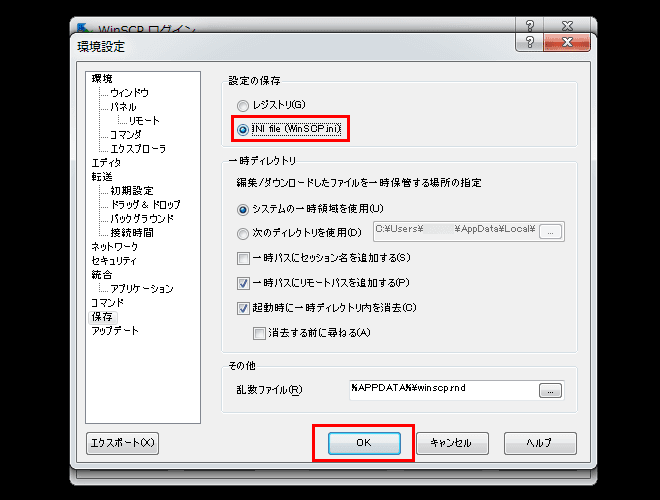 WinSCP ログイン
環境設定
環境
ウィンドウ
パネル
リモート
コマンダ
エクスプローラ
エディタ
転送
初期設定
ドラッグ & ドロップ
バックグラウンド
接続時間
ネットワーク
セキュリティ
統合
アプリケーション
コマンド
保存
アップデート
設定の保存
レジストリ(G)
INI file (WinSCP.ini)
一時ディレクトリ
編集/ダウンロードしたファイルを一時保管する場所の指定
システムの一時領域を使用(U)
次のディレクトリを使用(D) C:¥Users¥ ¥AppData¥Local¥ ...
一時パスにセッション名を追加する(S)
一時パスにリモートパスを追加する(P)
起動時に一時ディレクトリ内を消去(C)
消去する前に尋ねる(A)
その他
乱数ファイル(R) %APPDATA%¥winscp.rnd ...
エクスポート(X) OK キャンセル ヘルプ